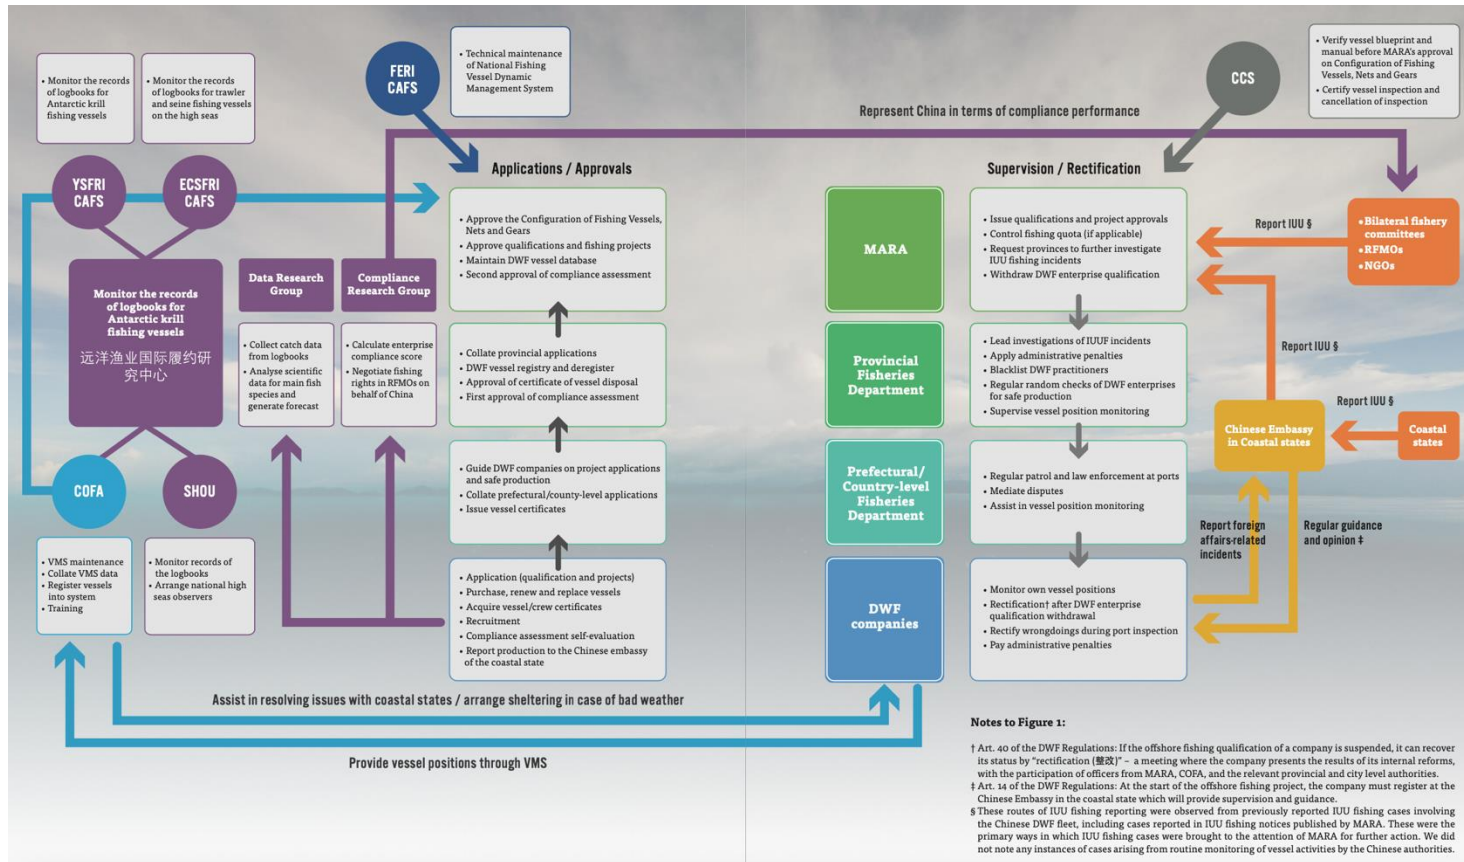 • Monitor the records
of logbooks for
Antarctic krill
fishing vessels
• Monitor the records
of logbooks for trawler
and seine fishing vessels
on the high seas
FERI
CAFS
• Technical maintenance
of National Fishing
Vessel Dynamic
Management System
CCS
• Verify vessel blueprint and
manual before MARA's approval
on Configuration of Fishing
Vessels, Nets and Gears
• Certify vessel inspection and
cancellation of inspection
Represent China in terms of compliance performance
YSFRI
CAFS
ECSFRI
CAFS
Applications / Approvals
Supervision / Rectification
• Approve the Configuration of Fishing Vessels,
Nets and Gears
• Approve qualifications and fishing projects
• Maintain DWF vessel database
• Second approval of compliance assessment
MARA
• Issue qualifications and project approvals
• Control fishing quota (if applicable)
• Request provinces to further investigate
IUU fishing incidents
• Withdraw DWF enterprise qualification
Report IUU §
• Bilateral fishery
committees
• RFMOs
• NGOs
Monitor the records
of logbooks for
Antarctic krill
fishing vessels
远洋渔业国际履约研
究中心
Data Research
Group
Compliance
Research Group
• Collect catch data
from logbooks
• Analyse scientific
data for main fish
species and
generate forecast
• Calculate enterprise
compliance score
• Negotiate fishing
rights in RFMOs on
behalf of China
• Collate provincial applications
• DWF vessel registry and deregister
• Approval of certificate of vessel disposal
• First approval of compliance assessment
Provincial
Fisheries
Department
• Lead investigations of IUUF incidents
• Apply administrative penalties
• Blacklist DWF practitioners
• Regular random checks of DWF enterprises
for safe production
• Supervise vessel position monitoring
Report IUU §
Report IUU §
Chinese Embassy
in Coastal states
Coastal
states
COFA
SHOU
• Guide DWF companies on project applications
and safe production
• Collate prefectural/county-level applications
• Issue vessel certificates
Prefectural/
Country-level
Fisheries
Department
• Regular patrol and law enforcement at ports
• Mediate disputes
• Assist in vessel position monitoring
Report foreign
affairs-related
incidents
Regular guidance
and opinion ‡
• VMS maintenance
• Collate VMS data
• Register vessels
into system
• Training
• Monitor records of
the logbooks
• Arrange national high
seas observers
• Application (qualification and projects)
• Purchase, renew and replace vessels
• Acquire vessel/crew certificates
• Recruitment
• Compliance assessment self-evaluation
• Report production to the Chinese embassy
of the coastal state
DWF
companies
• Monitor own vessel positions
• Rectification† after DWF enterprise
qualification withdrawal
• Rectify wrongdoings during port inspection
• Pay administrative penalties
Assist in resolving issues with coastal states / arrange sheltering in case of bad weather
Provide vessel positions through VMS
Notes to Figure 1:
† Art. 40 of the DWF Regulations: If the offshore fishing qualification of a company is suspended, it can recover
its status by "rectification (整改)" – a meeting where the company presents the results of its internal reforms,
with the participation of officers from MARA, COFA, and the relevant provincial and city level authorities.
‡ Art. 14 of the DWF Regulations: At the start of the offshore fishing project, the company must register at the
Chinese Embassy in the coastal state which will provide supervision and guidance.
§ These routes of IUU fishing reporting were observed from previously reported IUU fishing cases involving
the Chinese DWF fleet, including cases reported in IUU fishing notices published by MARA. These were the
primary ways in which IUU fishing cases were brought to the attention of MARA for further action. We did
not note any instances of cases arising from routine monitoring of vessel activities by the Chinese authorities.